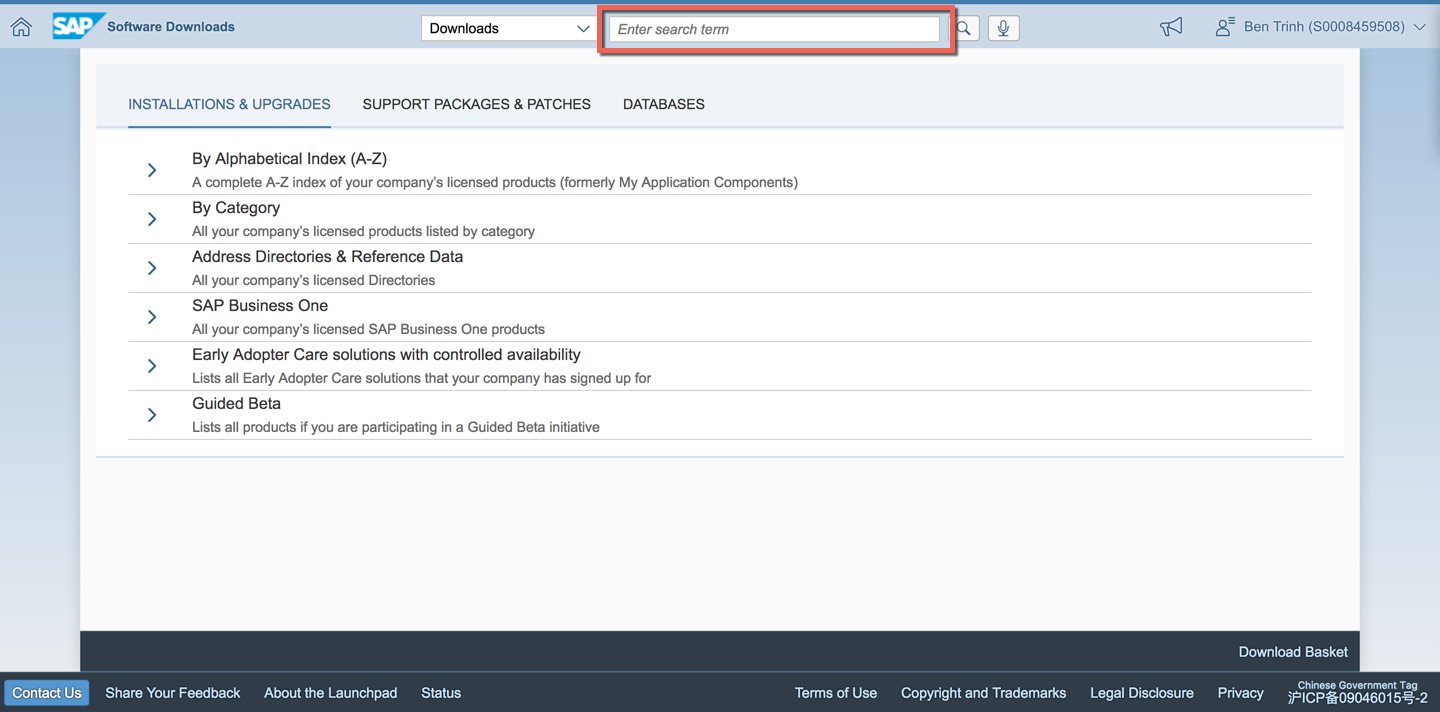 SAP Software Downloads
Downloads
Enter search term
Ben Trinh (S0008459508)
INSTALLATIONS & UPGRADES
SUPPORT PACKAGES & PATCHES
DATABASES
By Alphabetical Index (A-Z)
A complete A-Z index of your company's licensed products (formerly My Application Components)
By Category
All your company's licensed products listed by category
Address Directories & Reference Data
All your company's licensed Directories
SAP Business One
All your company's licensed SAP Business One products
Early Adopter Care solutions with controlled availability
Lists all Early Adopter Care solutions that your company has signed up for
Guided Beta
Lists all products if you are participating in a Guided Beta initiative
Download Basket
Contact Us
Share Your Feedback
About the Launchpad
Status
Terms of Use
Copyright and Trademarks
Legal Disclosure
Privacy
Chinese Government Tag
沪ICP备09046015号-2